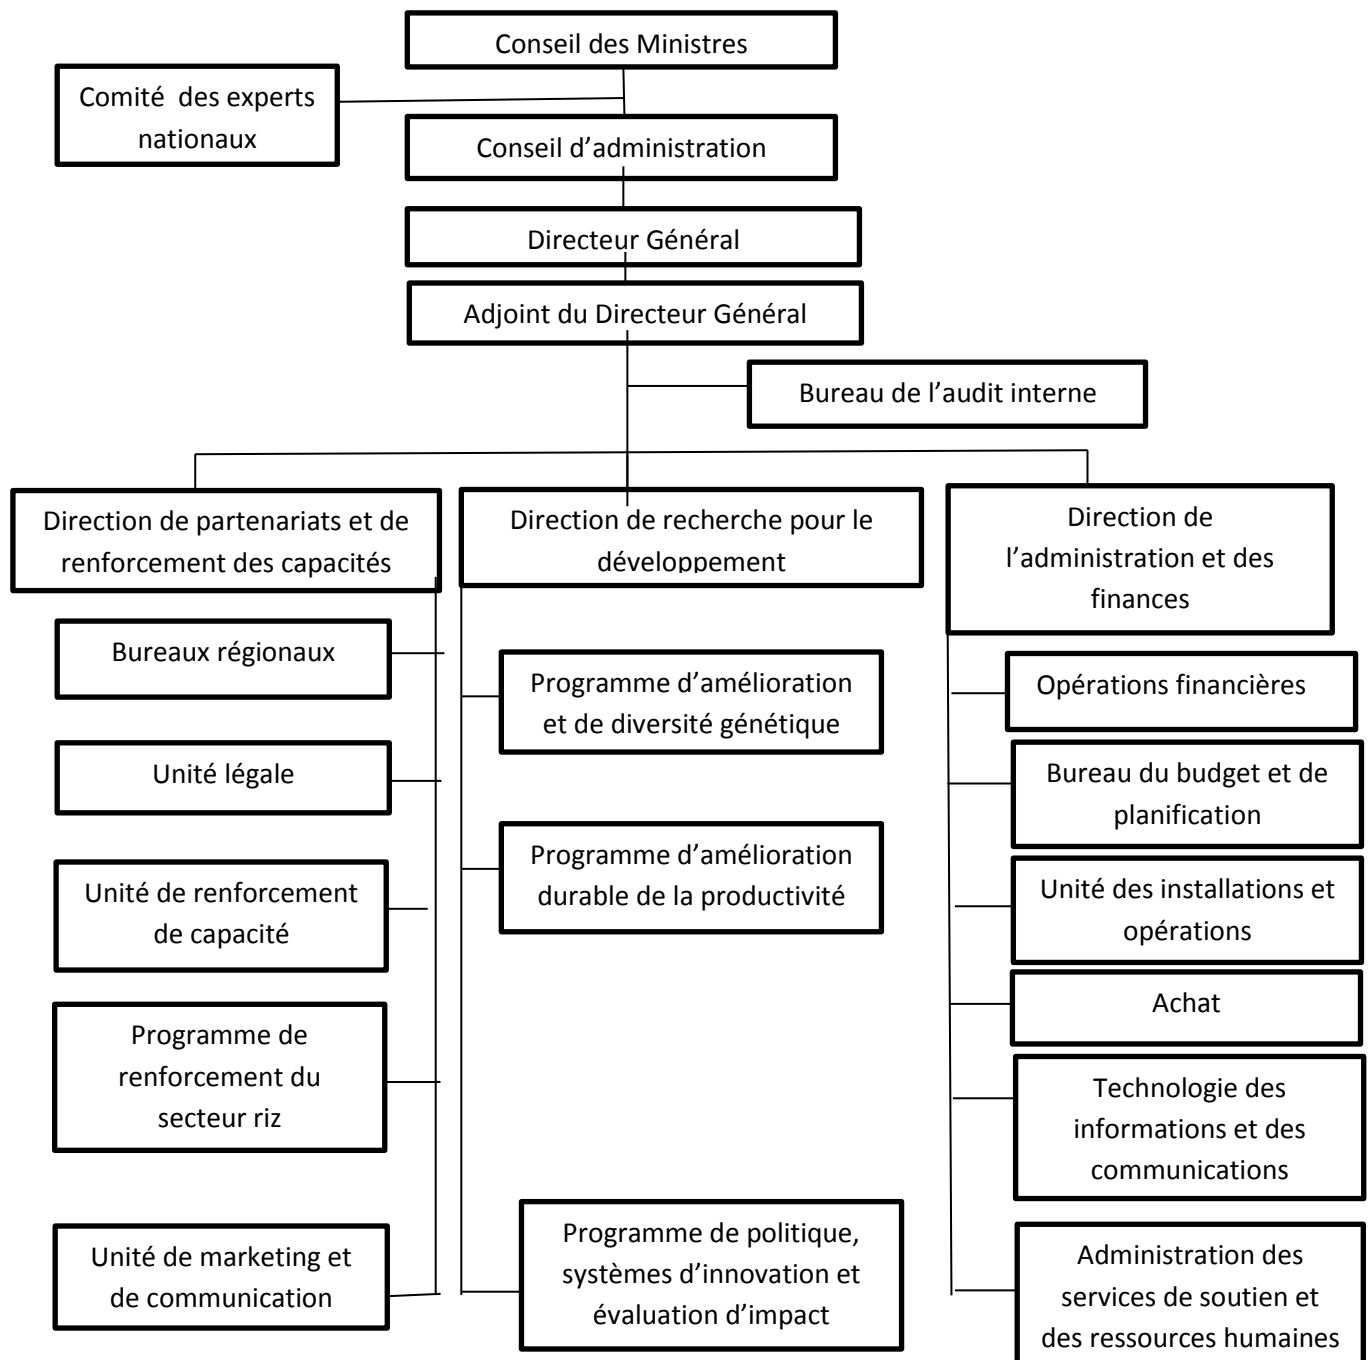 Conseil des Ministres
Comité des experts
nationaux
Conseil d’administration
Directeur Général
Adjoint du Directeur Général
Bureau de l’audit interne
Direction de partenariats et de
renforcement des capacités
Bureaux régionaux
Unité légale
Unité de renforcement
de capacité
Programme de
renforcement du
secteur riz
Unité de marketing et
de communication
Direction de recherche pour le
développement
Programme d’amélioration
et de diversité génétique
Programme d’amélioration
durable de la productivité
Programme de politique,
systèmes d’innovation et
évaluation d’impact
Direction de
l’administration et des
finances
Opérations financières
Bureau du budget et de
planification
Unité des installations et
opérations
Achat
Technologie des
informations et des
communications
Administration des
services de soutien et
des ressources humaines